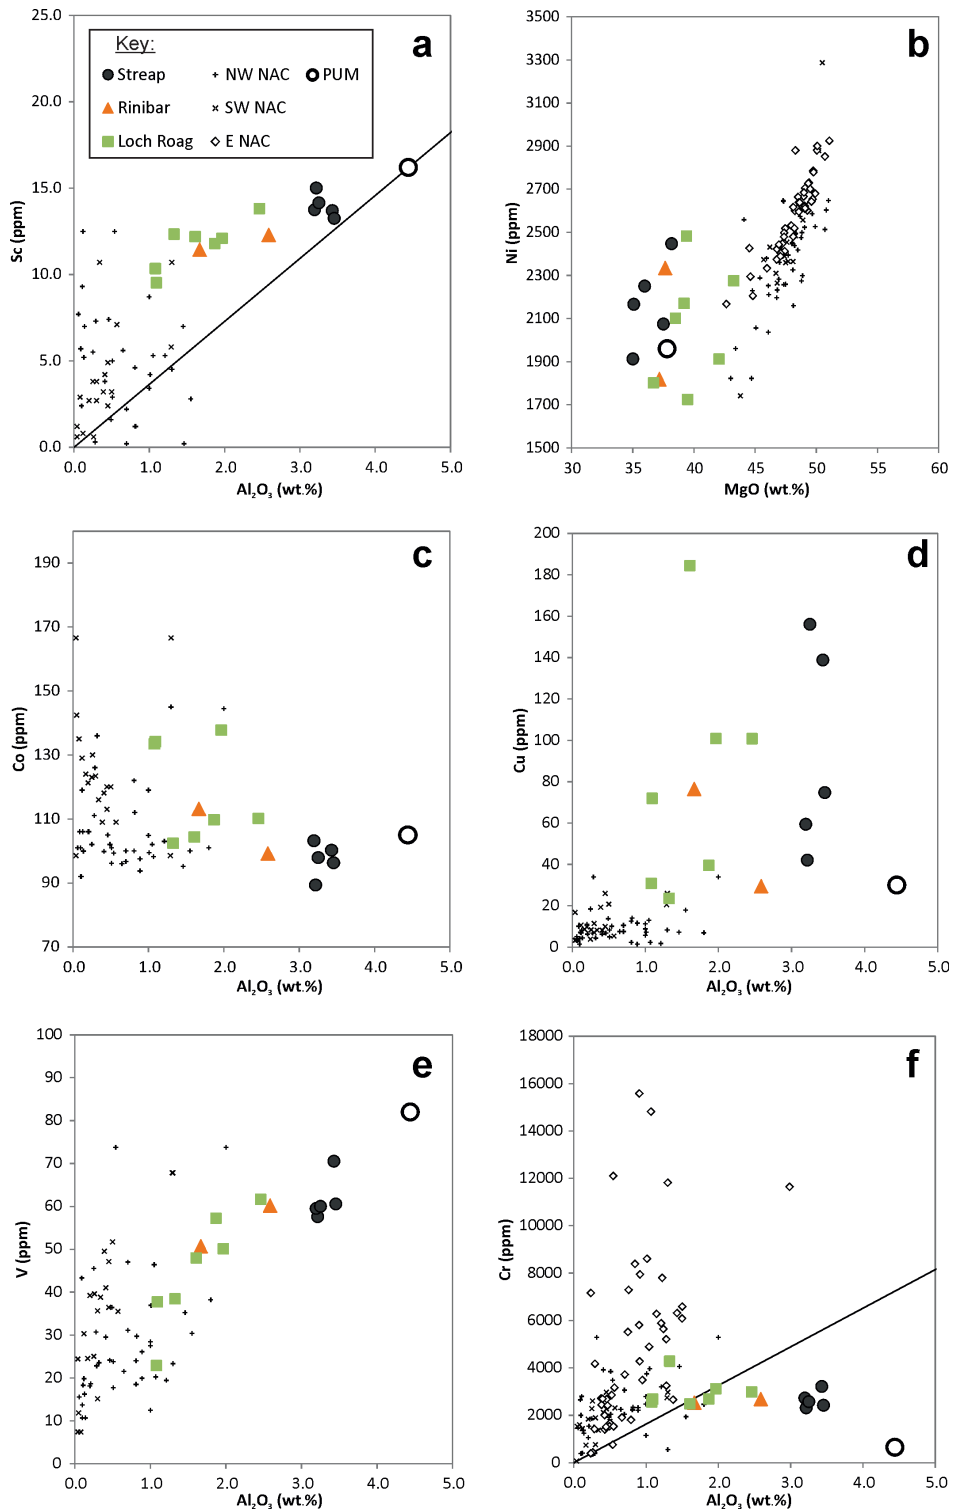 a
Key:
Streap
NW NAC
PUM
Rinibar
SW NAC
Loch Roag
E NAC
25.0
20.0
15.0
10.0
5.0
0.0
Sc (ppm)
0.0 1.0 2.0 3.0 4.0 5.0
Al₂O₃ (wt.%)
b
3500
3300
3100
2900
2700
2500
2300
2100
1900
1700
1500
Ni (ppm)
30 35 40 45 50 55 60
MgO (wt.%)
c
190
170
150
130
110
90
70
Co (ppm)
0.0 1.0 2.0 3.0 4.0 5.0
Al₂O₃ (wt.%)
d
200
180
160
140
120
100
80
60
40
20
0
Cu (ppm)
0.0 1.0 2.0 3.0 4.0 5.0
Al₂O₃ (wt.%)
e
100
90
80
70
60
50
40
30
20
10
0
V (ppm)
0.0 1.0 2.0 3.0 4.0 5.0
Al₂O₃ (wt.%)
f
18000
16000
14000
12000
10000
8000
6000
4000
2000
0
Cr (ppm)
0.0 1.0 2.0 3.0 4.0 5.0
Al₂O₃ (wt.%)